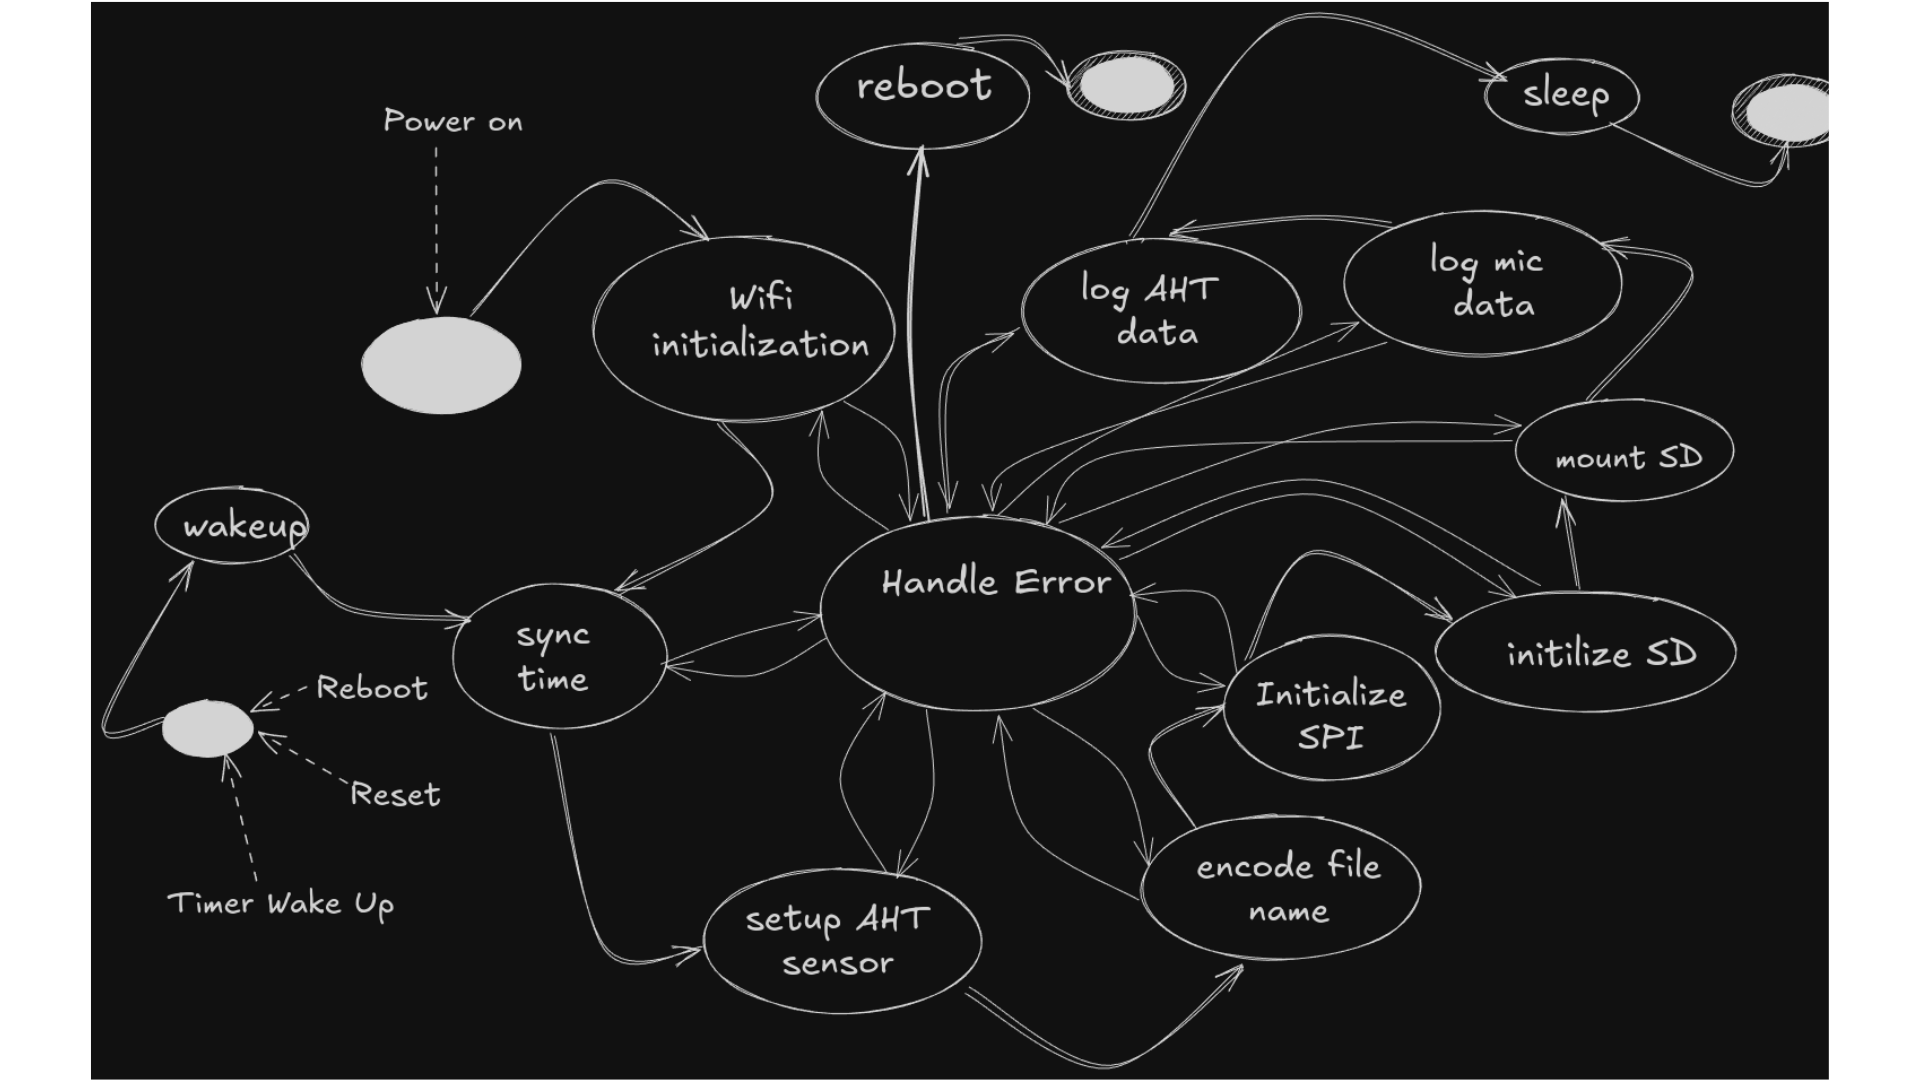 reboot
sleep
Power on
Wifi
initialization
log AHT
data
log mic
data
mount SD
wakeup
Handle Error
sync
time
initilize SD
Reboot
Initialize
SPI
Reset
encode file
name
Timer Wake Up
setup AHT
sensor